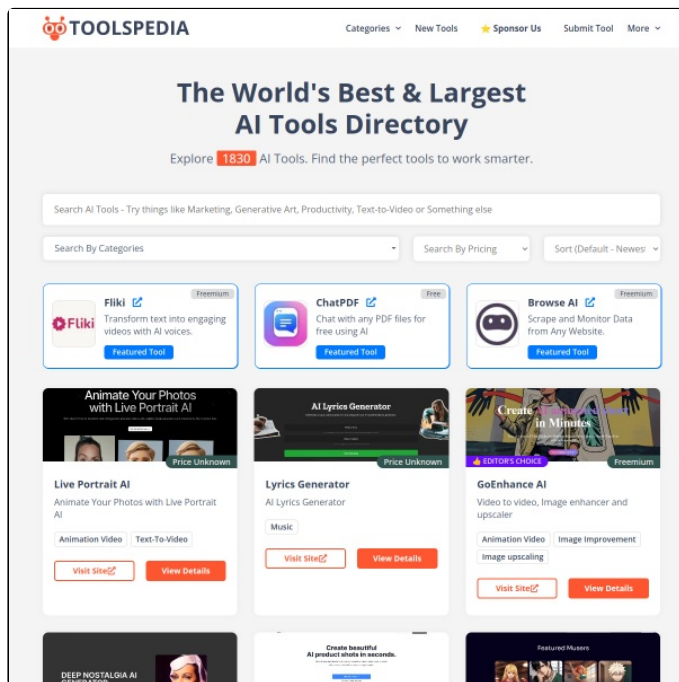 TOOLSPEDIA
Categories New Tools ⭐ Sponsor Us Submit Tool More
The World's Best & Largest
AI Tools Directory
Explore 1830 AI Tools. Find the perfect tools to work smarter.
Search AI Tools - Try things like Marketing, Generative Art, Productivity, Text-to-Video or Something else
Search By Categories
Search By Pricing
Sort (Default - Newes
Freemium
Fliki
Fliki
Transform text into engaging
videos with AI voices.
Featured Tool
Free
ChatPDF
Chat with any PDF files for
free using AI
Featured Tool
Freemium
Browse AI
Scrape and Monitor Data
from Any Website.
Featured Tool
Animate Your Photos
with Live Portrait AI
Price Unknown
Live Portrait AI
Animate Your Photos with Live Portrait
AI
Animation Video Text-To-Video
Visit Site View Details
AI Lyrics Generator
Price Unknown
Lyrics Generator
AI Lyrics Generator
Music
Visit Site View Details
Create
in Minutes
👍 EDITOR'S CHOICE
Freemium
GoEnhance AI
Video to video, Image enhancer and
upscaler
Animation Video Image Improvement
Image upscaling
Visit Site View Details
DEEP NOSTALGIA AI
GENERATOR
Create beautiful
AI product shots in seconds.
Featured Musers